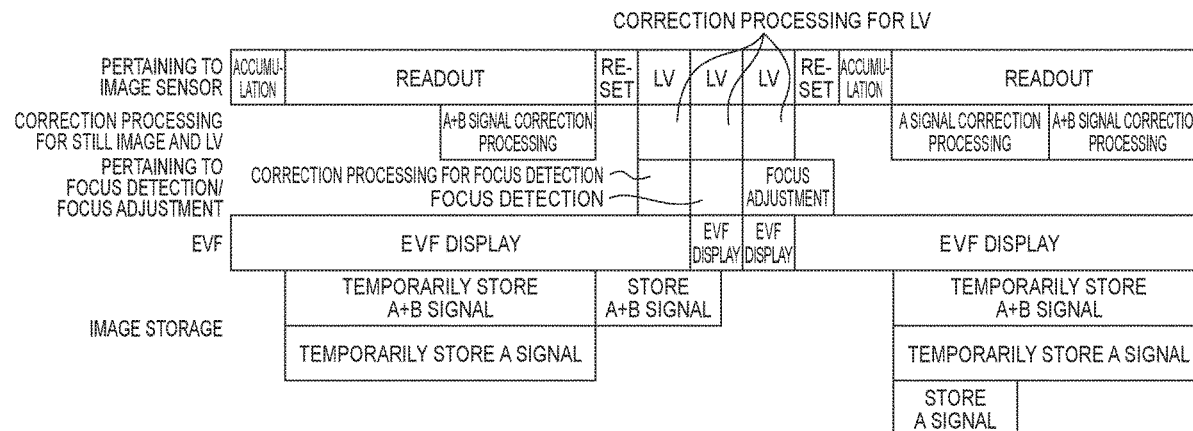 CORRECTION PROCESSING FOR LV
PERTAINING TO
IMAGE SENSOR
ACCUMU-
LATION
READOUT
RE-
SET
LV
LV
LV
RE-
SET
ACCUMU-
LATION
READOUT
CORRECTION PROCESSING
FOR STILL IMAGE AND LV
A+B SIGNAL CORRECTION
PROCESSING
A SIGNAL CORRECTION
PROCESSING
A+B SIGNAL CORRECTIO
PROCESSING
PERTAINING TO
FOCUS DETECTION/
FOCUS ADJUSTMENT
CORRECTION PROCESSING FOR FOCUS DETECTION
FOCUS DETECTION
FOCUS
ADJUSTMENT
EVF
EVF DISPLAY
EVF
DISPLAY
EVF
DISPLAY
EVF DISPLAY
IMAGE STORAGE
TEMPORARILY STORE
A+B SIGNAL
STORE
A+B SIGNAL
TEMPORARILY STORE
A+B SIGNAL
TEMPORARILY STORE A SIGNAL
TEMPORARILY STORE A SIGNAL
STORE
A SIGNAL